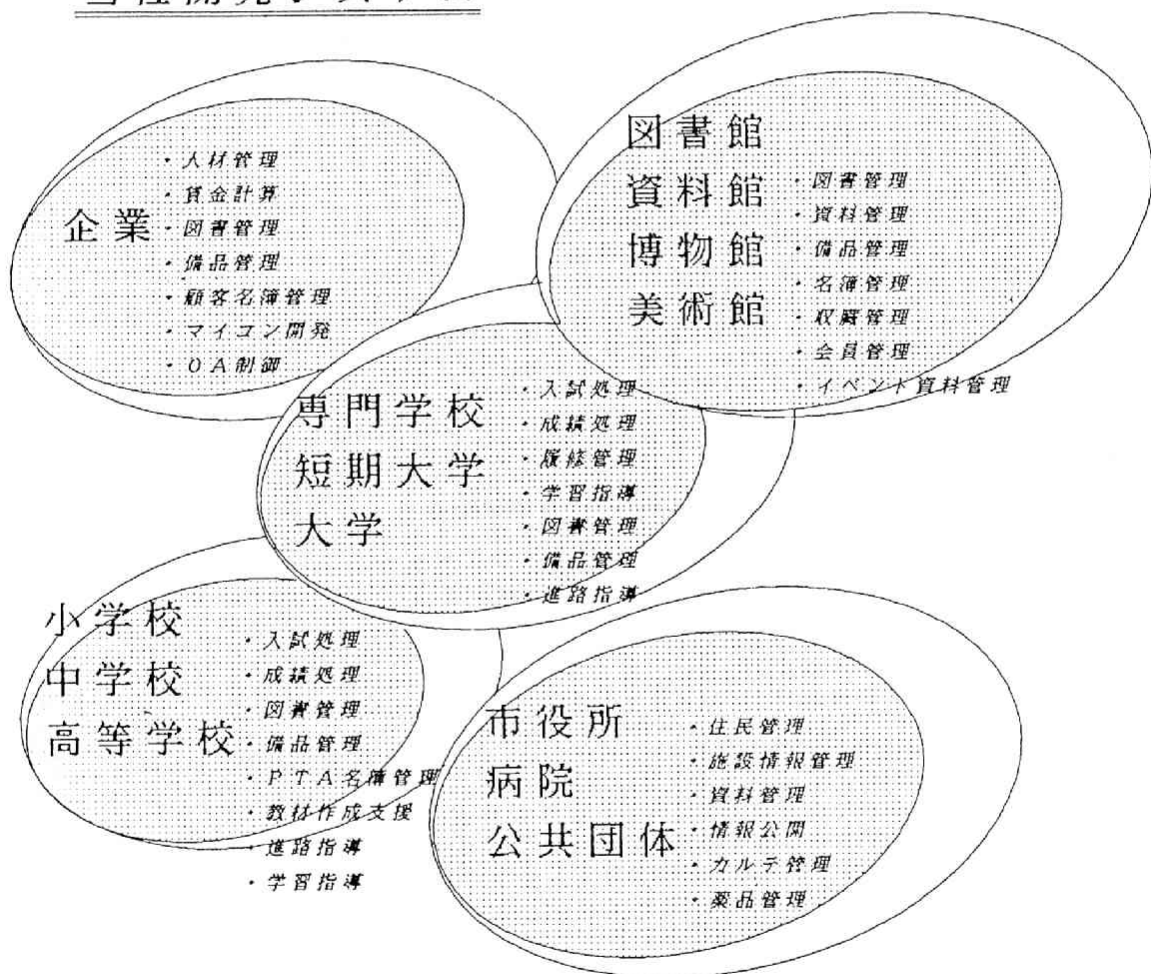 企業
・人材管理
・賃金計算
・図書管理
・備品管理
・顧客名簿管理
・マイコン開発
・OA制御
図書館
資料館
博物館
美術館
・図書管理
・資料管理
・備品管理
・名簿管理
・収蔵管理
・会員管理
・イベント資料管理
専門学校
短期大学
大学
・入試処理
・成績処理
・履修管理
・学習指導
・図書管理
・備品管理
・進路指導
小学校
中学校
高等学校
・入試処理
・成績処理
・図書管理
・備品管理
・PTA名簿管理
・教材作成支援
・進路指導
・学習指導
市役所
病院
公共団体
・住民管理
・施設情報管理
・資料管理
・情報公開
・カルテ管理
・薬品管理